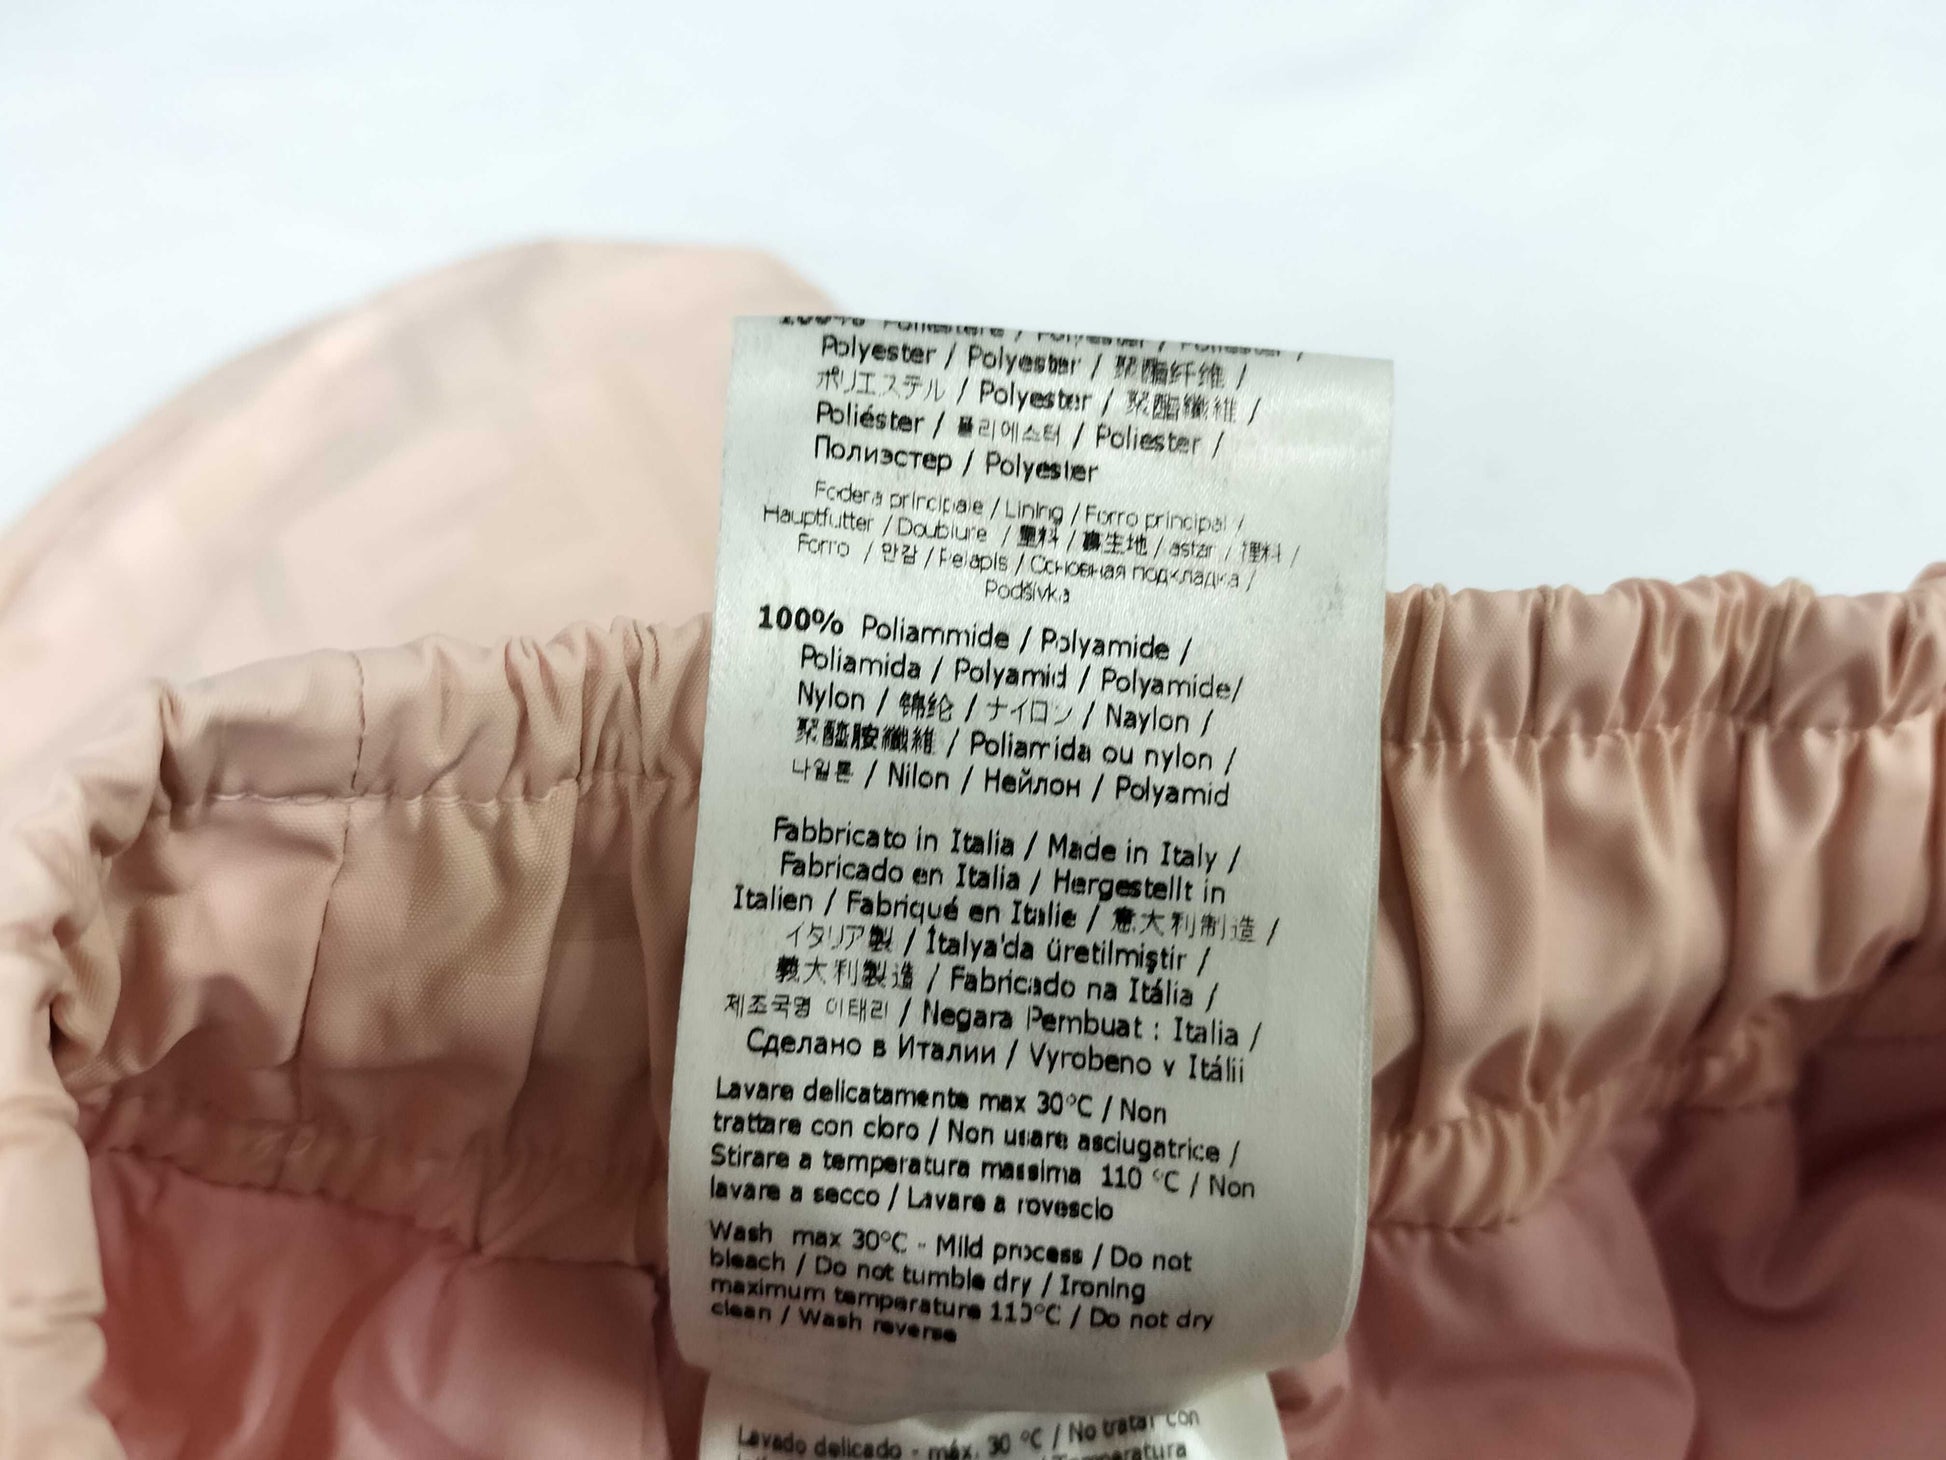 100% Poliestere / Polyester / Poliéster /
Polyester / Polyester / 聚酯纤维 /
ポリエステル / Polyester / 聚酯纖維 /
Poliéster / 폴리에스터 / Poliester /
Полиэстер / Polyester
Fodera principale / Lining / Forro principal /
Hauptfutter / Doublure / 里料 / 裏生地 / astar / 裡料 /
Forro / 안감 / Pelapis / Основная подкладка /
Podšívka
100% Poliammide / Polyamide /
Poliamida / Polyamid / Polyamide/
Nylon / 锦纶 / ナイロン / Naylon /
聚醯胺纖維 / Poliamida ou nylon /
나일론 / Nilon / Нейлон / Polyamid
Fabbricato in Italia / Made in Italy /
Fabricado en Italia / Hergestellt in
Italien / Fabriqué en Italie / 意大利制造 /
イタリア製 / İtalya'da üretilmiştir /
義大利製造 / Fabricado na Itália /
제조국명 이태리 / Negara Pembuat : Italia /
Сделано в Италии / Vyrobeno v Itálii
Lavare delicatamente max 30°C / Non
trattare con cloro / Non usare asciugatrice /
Stirare a temperatura massima 110 °C / Non
lavare a secco / Lavare a rovescio
Wash max 30°C - Mild process / Do not
bleach / Do not tumble dry / Ironing
maximum temperature 110°C / Do not dry
clean / Wash reverse
Lavado delicado - máx. 30 °C / No tratar con